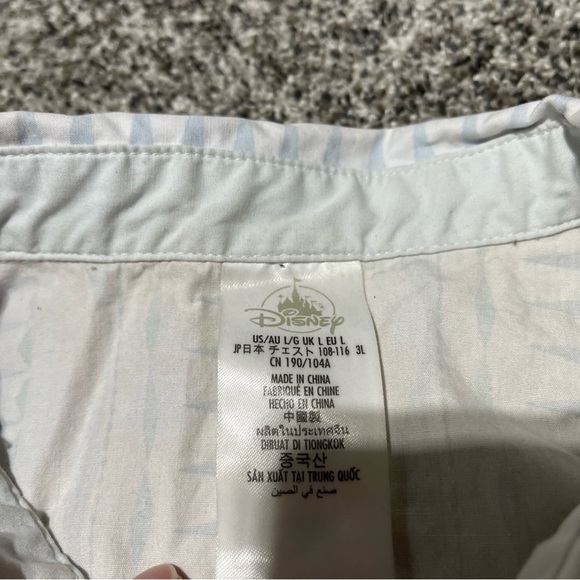 Disney
US/AU L/G UK L EU L
JP日本 チェスト 108-116 3L
CN 190/104A
MADE IN CHINA
FABRIQUÉ EN CHINE
HECHO EN CHINA
中國製
ผลิตในประเทศจีน
DIBUAT DI TIONGKOK
중국산
SẢN XUẤT TẠI TRUNG QUỐC
صنع في الصين